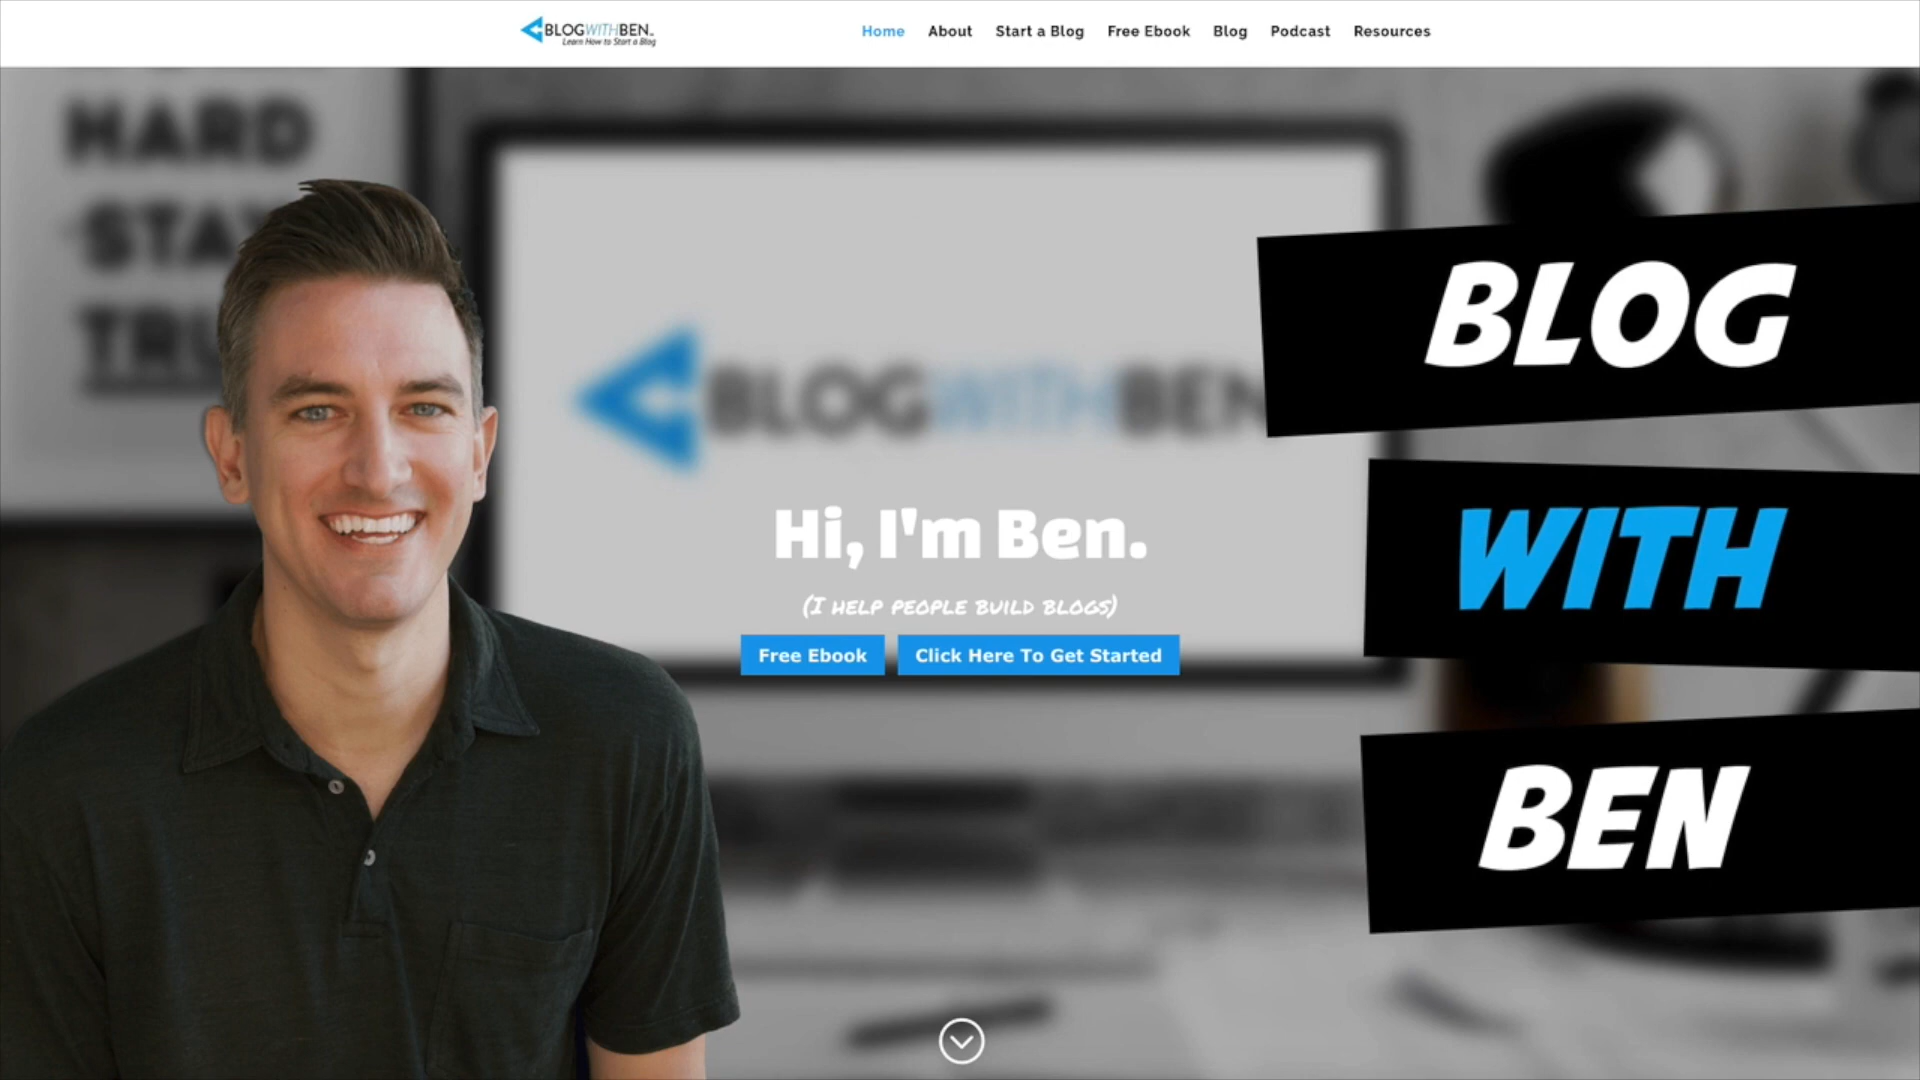 BLOGWITHBEN
Learn How to Start a Blog
Home
About
Start a Blog
Free Ebook
Blog
Podcast
Resources
HARD
BLOGWITHBEN
Hi, I'm Ben.
(I HELP PEOPLE BUILD BLOGS)
Free Ebook
Click Here To Get Started
BLOG
WITH
BEN